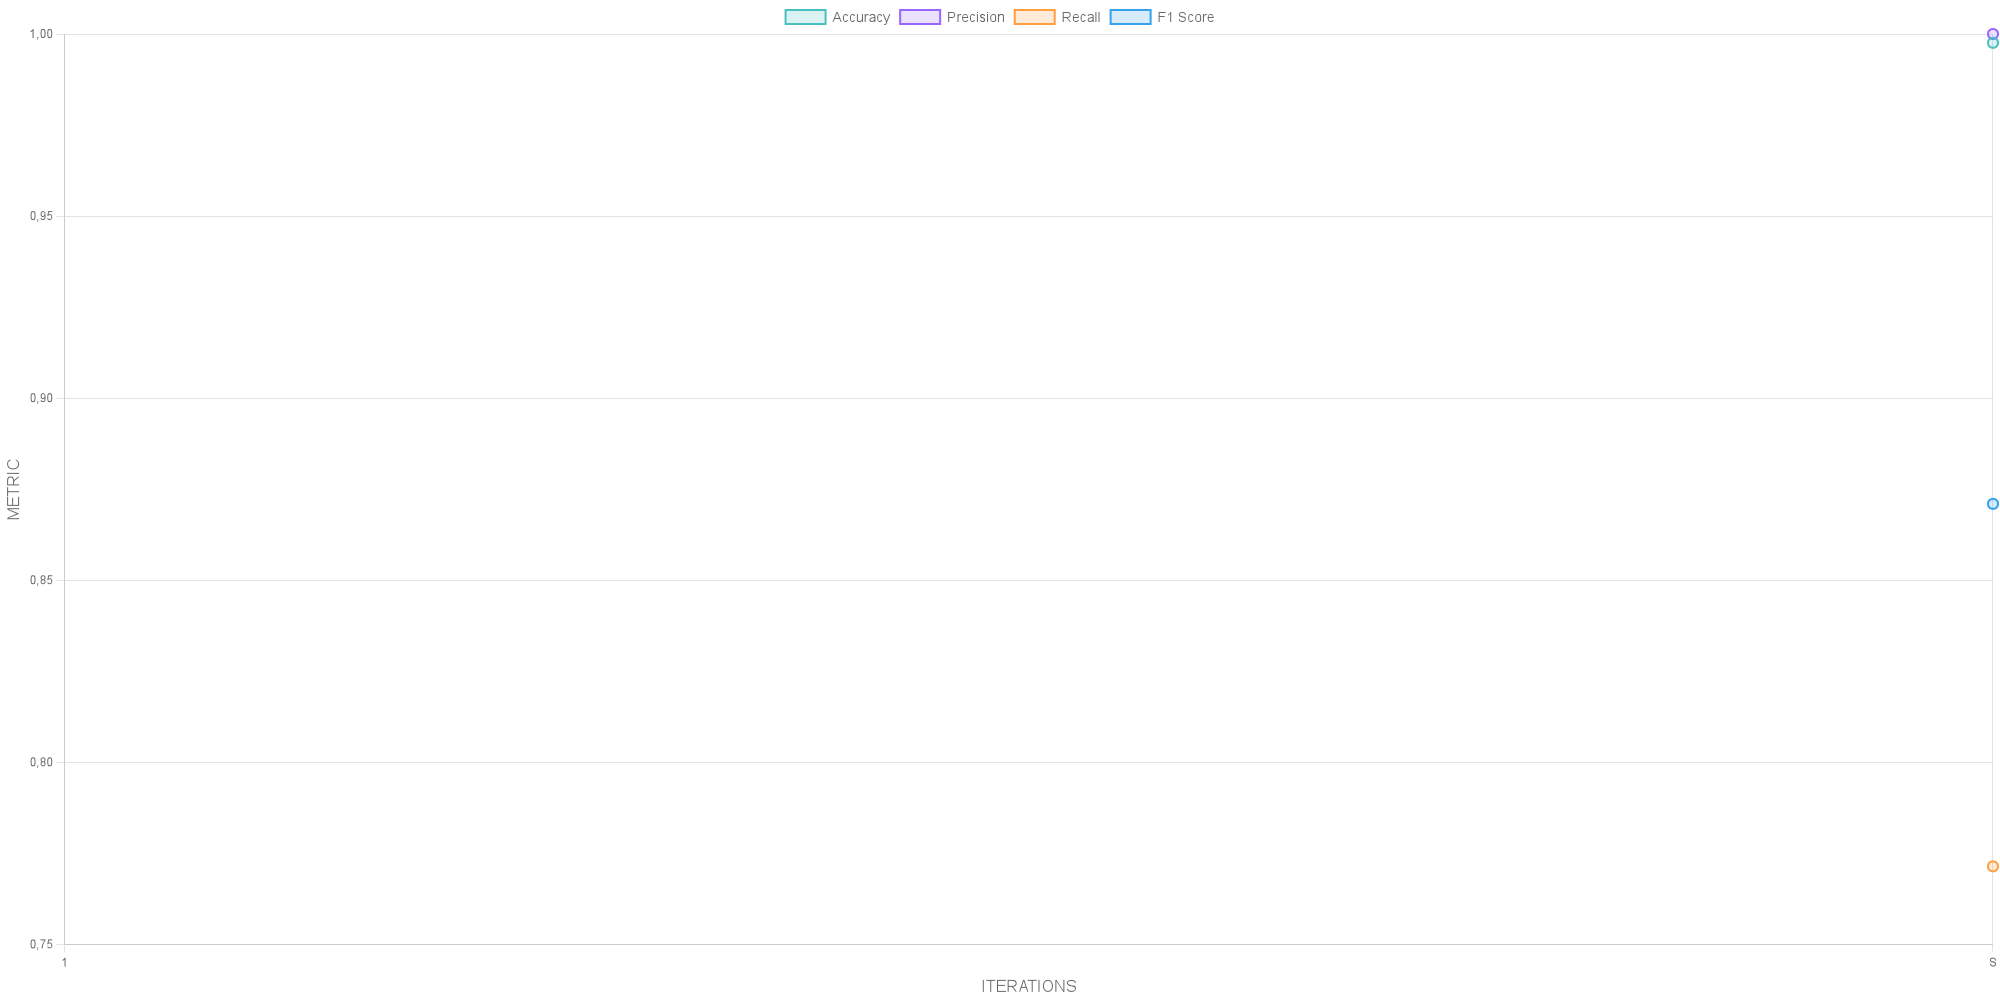 Accuracy Precision Recall F1 Score
1,00
0,95
0,90
0,85
0,80
0,75
METRIC
1 S
ITERATIONS